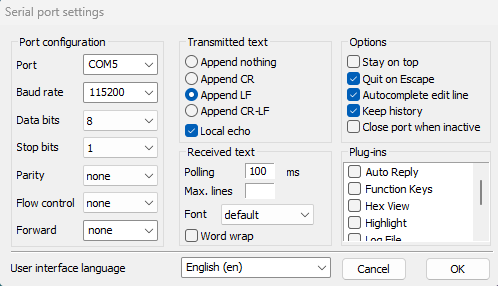 Serial port settings
Port configuration
Port COM5
Baud rate 115200
Data bits 8
Stop bits 1
Parity none
Flow control none
Forward none
Transmitted text
Append nothing
Append CR
Append LF
Append CR-LF
Local echo
Received text
Polling 100 ms
Max. lines
Font default
Word wrap
Options
Stay on top
Quit on Escape
Autocomplete edit line
Keep history
Close port when inactive
Plug-ins
Auto Reply
Function Keys
Hex View
Highlight
Log File
User interface language English (en) Cancel OK